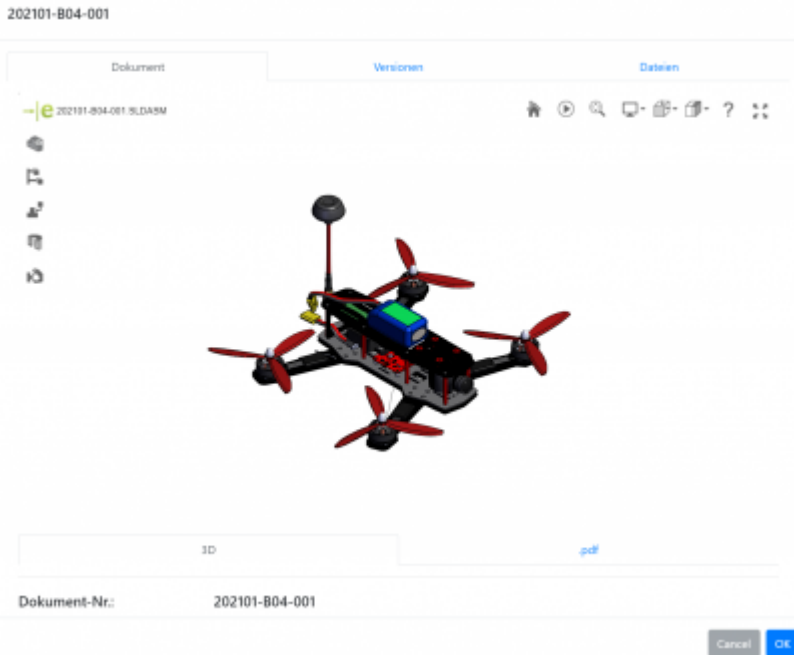 202101-B04-001
Dokument Versionen Dateien
e 202101-B04-001.SLDASM
?
3D .pdf
Dokument-Nr.: 202101-B04-001
Cancel OK